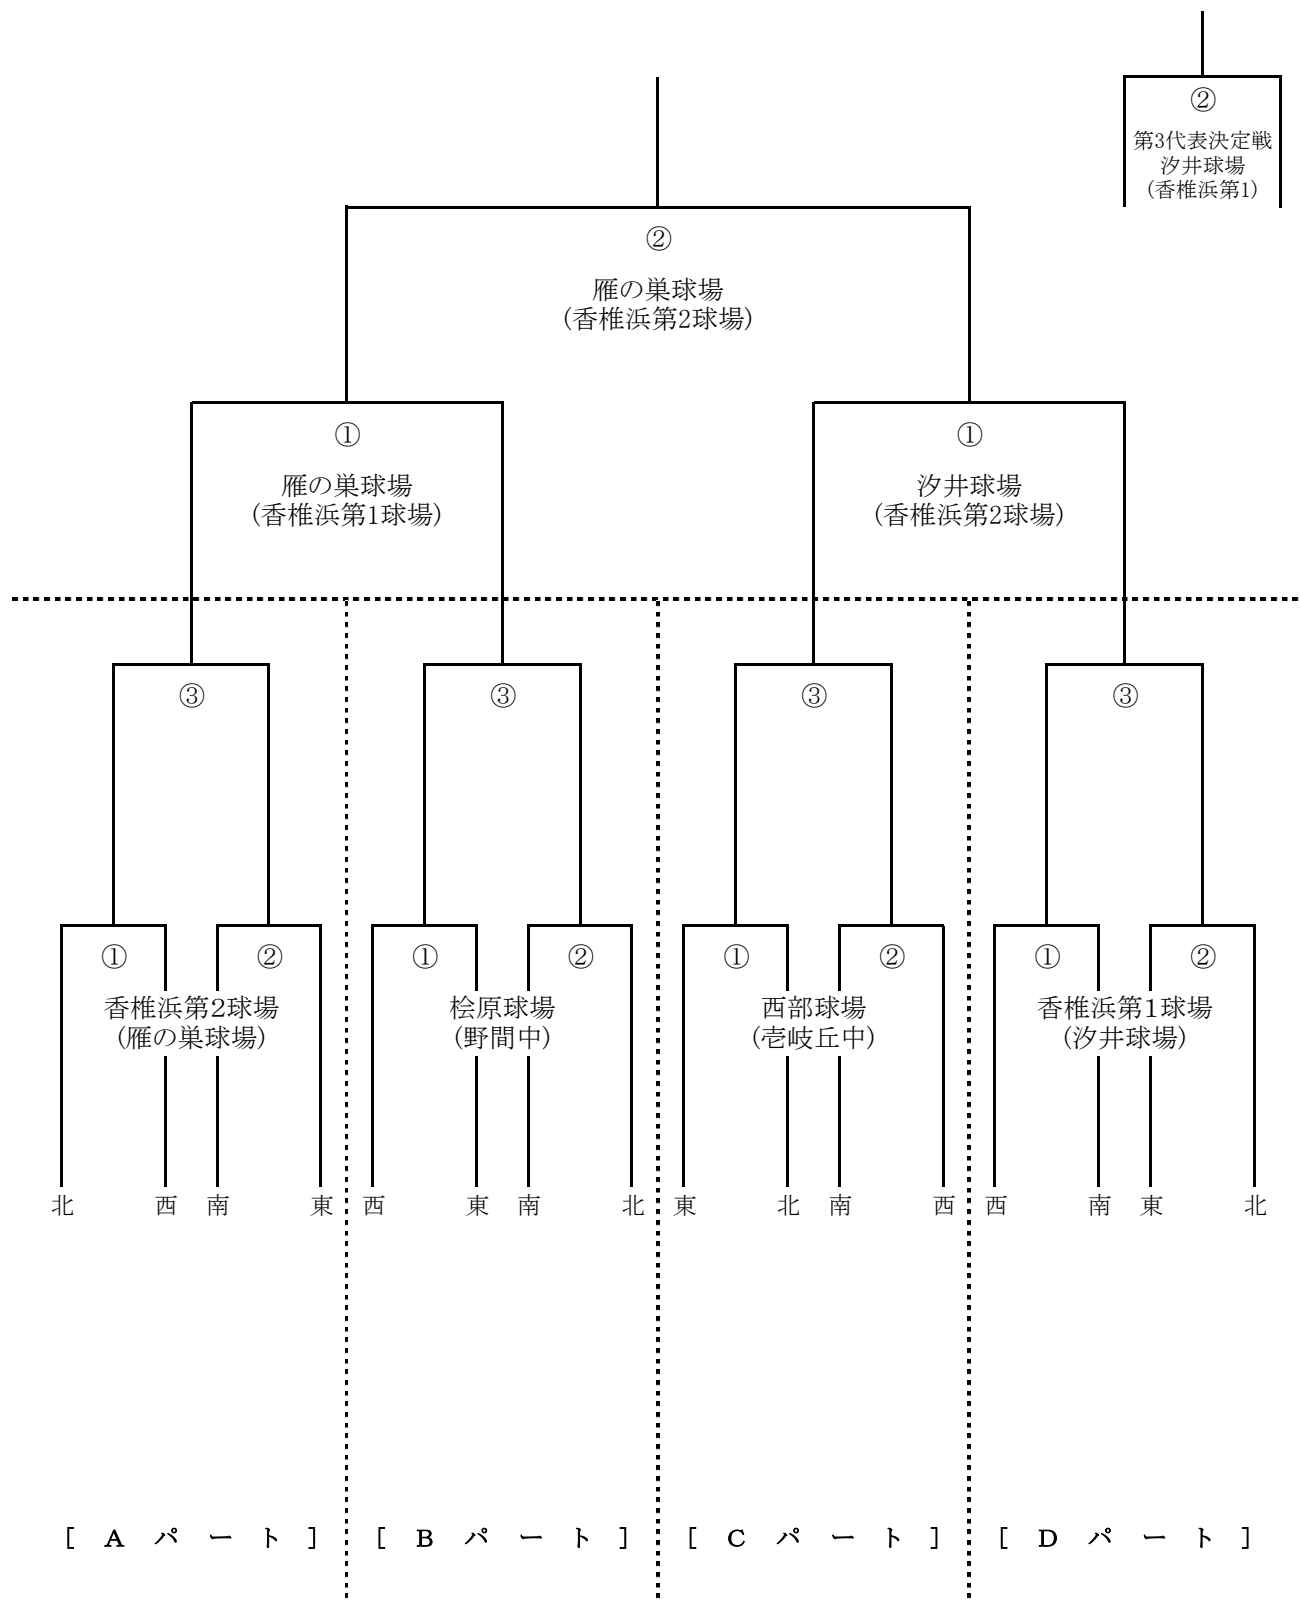 ②
第3代表決定戦
汐井球場
(香椎浜第1)
②
雁の巣球場
(香椎浜第2球場)
① ①
雁の巣球場 汐井球場
(香椎浜第1球場) (香椎浜第2球場)
③ ③ ③ ③
① ② ① ② ① ② ① ②
香椎浜第2球場 桧原球場 西部球場 香椎浜第1球場
(雁の巣球場) (野間中) (壱岐丘中) (汐井球場)
北 西 南 東 西 東 南 北 東 北 南 西 西 南 東 北
[ A パ ー ト ] [ B パ ー ト ] [ C パ ー ト ] [ D パ ー ト ]